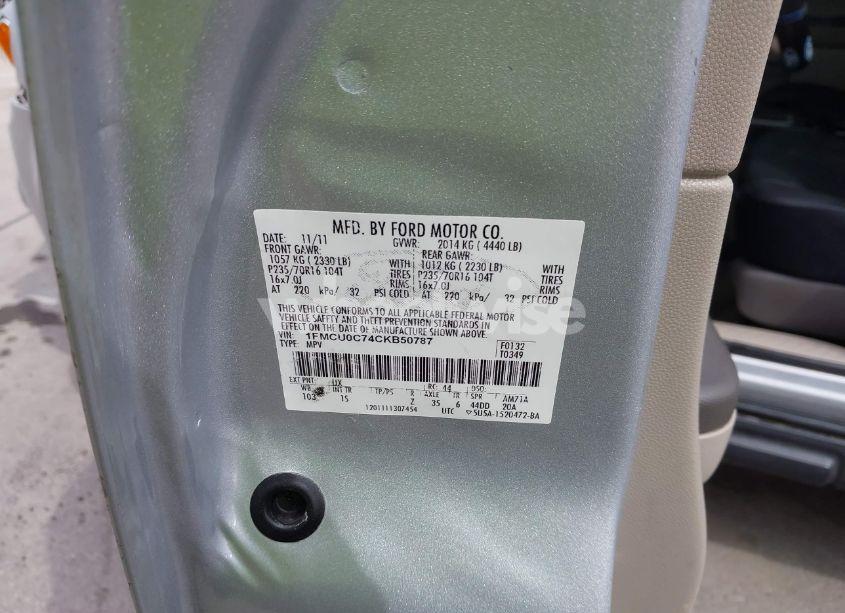 MFD. BY FORD MOTOR CO.
DATE: 11/11 GVWR: 2014 KG ( 4440 LB)
FRONT GAWR: REAR GAWR:
1057 KG ( 2330 LB) WITH 1012 KG ( 2230 LB) WITH
P235/70R16 104T TIRES P235/70R16 104T TIRES
16x7.0J RIMS 16x7.0J RIMS
AT 220 kPa/ 32 PSI COLD AT 220 kPa/ 32 PSI COLD
THIS VEHICLE CONFORMS TO ALL APPLICABLE FEDERAL MOTOR
VEHICLE SAFETY AND THEFT PREVENTION STANDARDS IN
EFFECT ON THE DATE OF MANUFACTURE SHOWN ABOVE.
VIN: 1FMCU0C74CKB50787 F0132
TYPE: MPV T0349
EXT PNT: UX RC: 44 DSO:
WB INT TR TP/PS R AXLE TR SPR AM71A
103 15 Z 35 6 44DD 20A
1201111307454 UTC 5U5A-1520472-BA